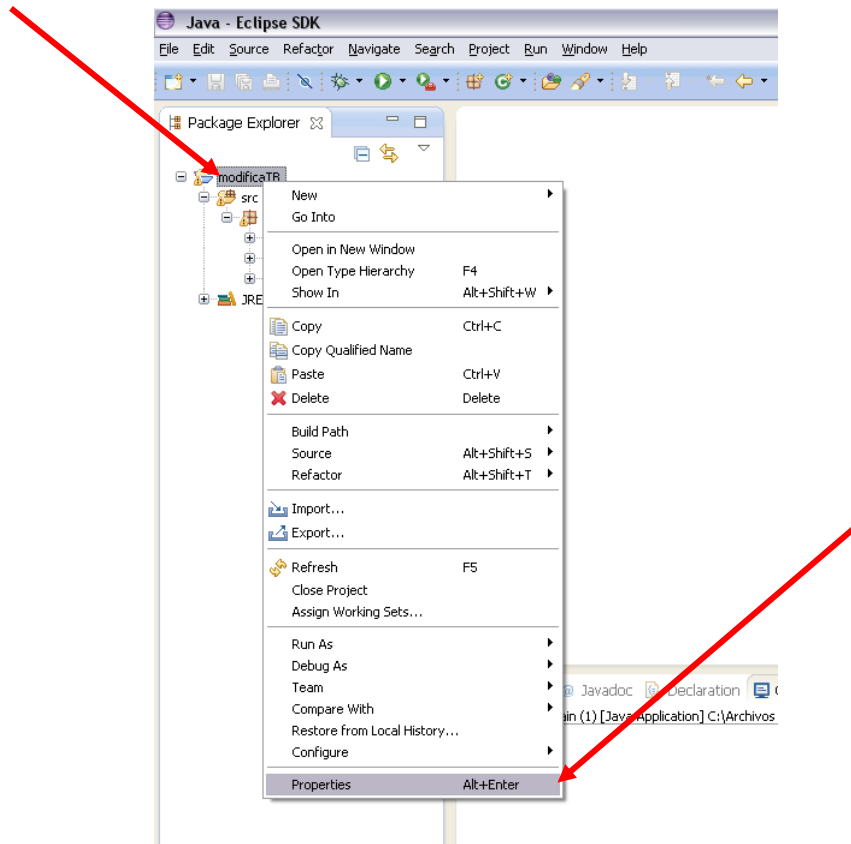 Java - Eclipse SDK
File Edit Source Refactor Navigate Search Project Run Window Help
Package Explorer
modificaTB
src
JRE
New
Go Into
Open in New Window
Open Type Hierarchy F4
Show In Alt+Shift+W
Copy Ctrl+C
Copy Qualified Name
Paste Ctrl+V
Delete Delete
Build Path
Source Alt+Shift+S
Refactor Alt+Shift+T
Import...
Export...
Refresh F5
Close Project
Assign Working Sets...
Run As
Debug As
Team
Compare With
Restore from Local History...
Configure
Properties Alt+Enter
@ Javadoc Declaration
(1) [Java Application] C:\Archivos